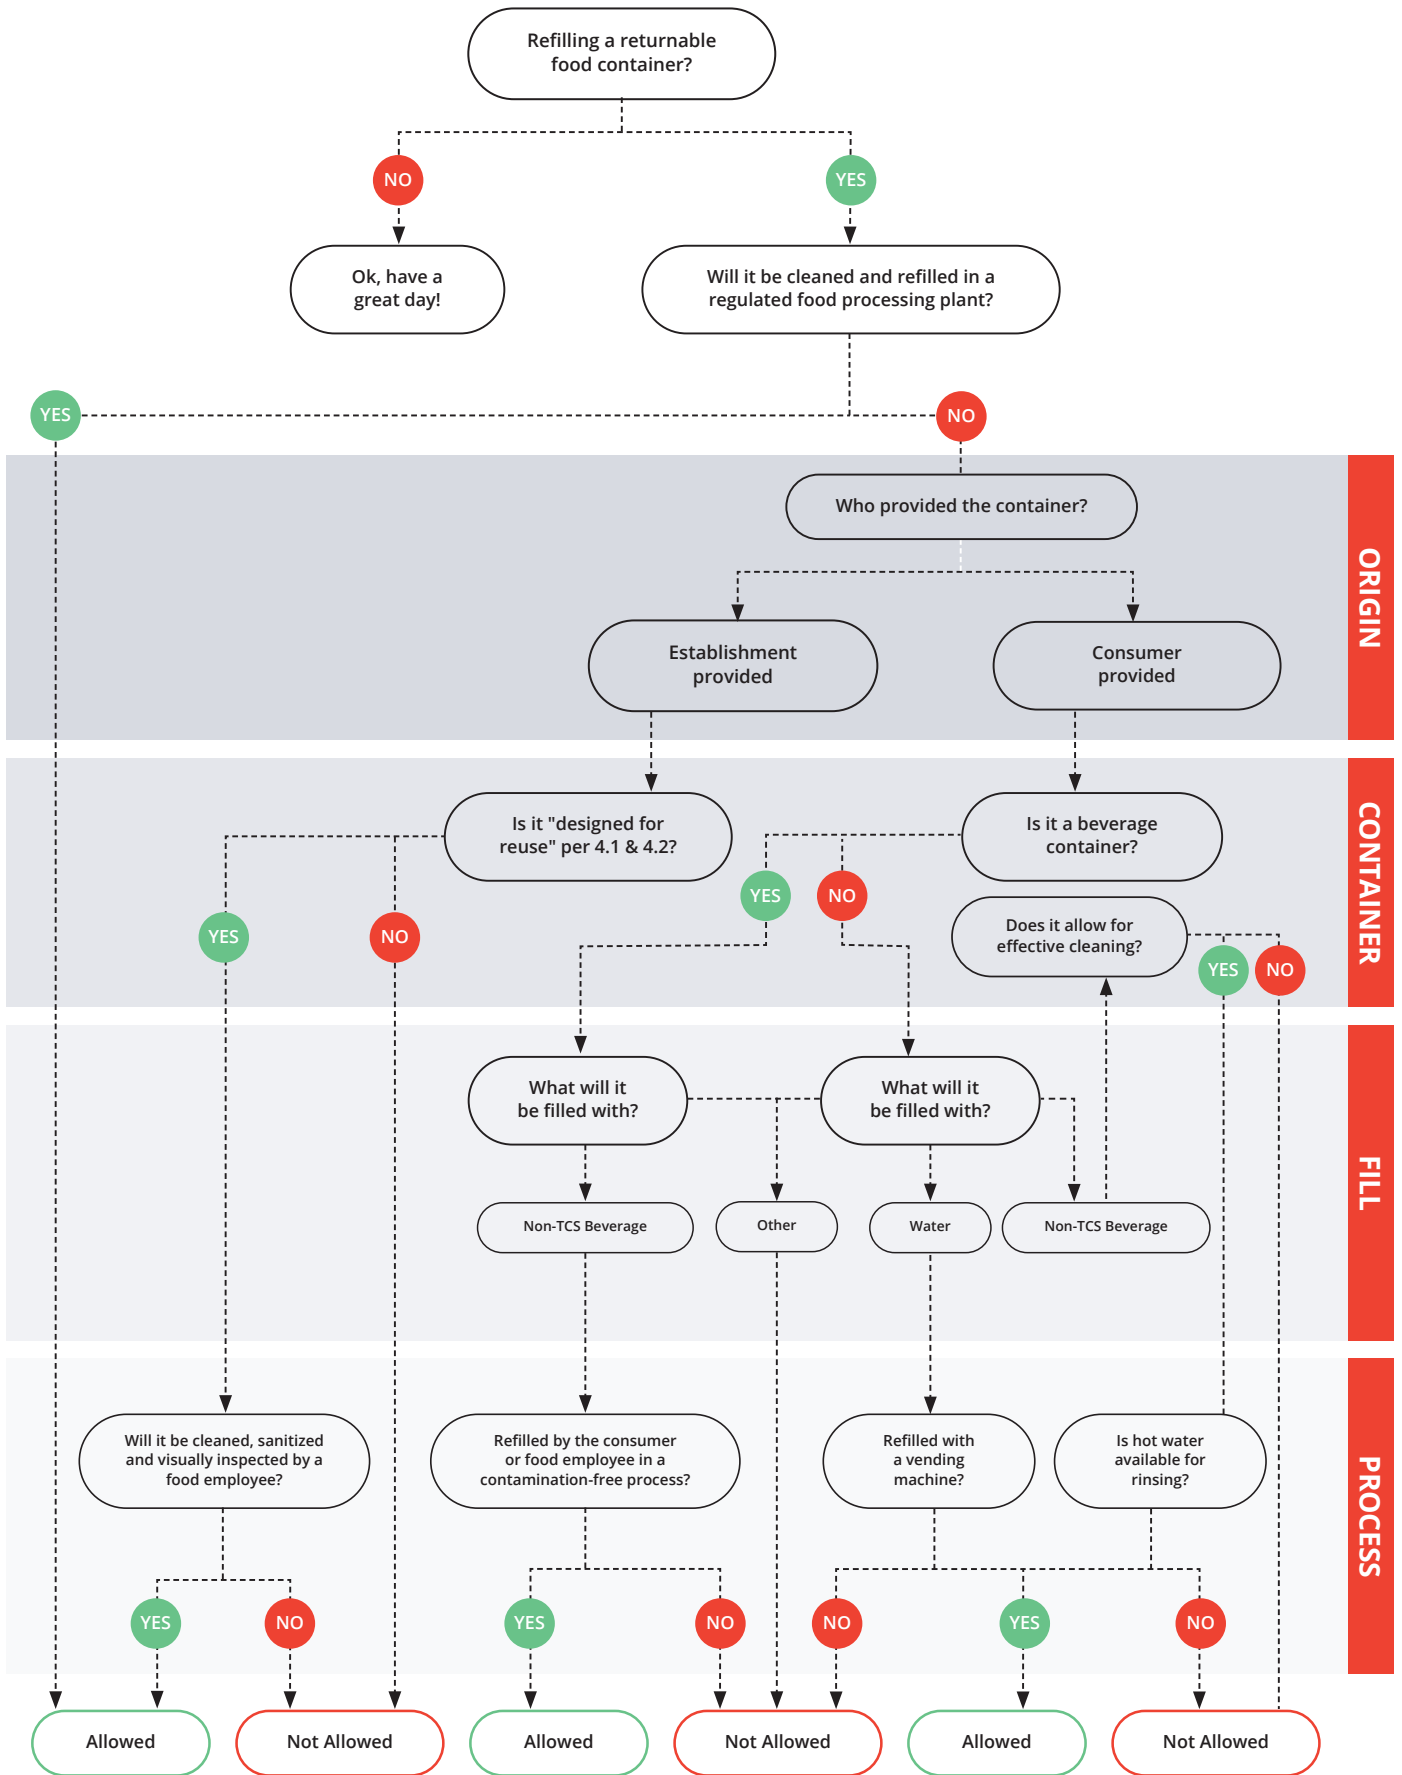 Refilling a returnable
food container?
NO
YES
Ok, have a
great day!
Will it be cleaned and refilled in a
regulated food processing plant?
YES
NO
ORIGIN
Who provided the container?
Establishment
provided
Consumer
provided
CONTAINER
Is it "designed for
reuse" per 4.1 & 4.2?
Is it a beverage
container?
YES
NO
YES
NO
Does it allow for
effective cleaning?
YES
NO
FILL
What will it
be filled with?
What will it
be filled with?
Non-TCS Beverage
Other
Water
Non-TCS Beverage
PROCESS
Will it be cleaned, sanitized
and visually inspected by a
food employee?
Refilled by the consumer
or food employee in a
contamination-free process?
Refilled with
a vending
machine?
Is hot water
available for
rinsing?
YES
NO
YES
NO
NO
YES
NO
Allowed
Not Allowed
Allowed
Not Allowed
Allowed
Not Allowed